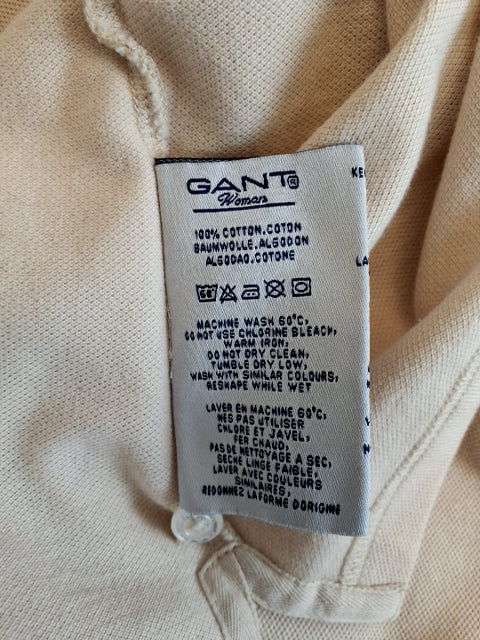 GANT
Woman
100% COTTON.COTON
BAUMWOLLE.ALGODON
ALGODAO.COTONE
60°
MACHINE WASH 60°C,
DO NOT USE CHLORINE BLEACH,
WARM IRON,
DO NOT DRY CLEAN,
TUMBLE DRY LOW,
WASH WITH SIMILAR COLOURS,
RESHAPE WHILE WET
LAVER EN MACHINE 60°C,
NES PAS UTILISER
CHLORE ET JAVEL,
FER CHAUD,
PAS DE NETTOYAGE A SEC,
SECHE LINGE FAIBLE,
LAVER AVEC COULEURS
SIMILAIRES,
REDONNEZ LAFORME DORIGINE